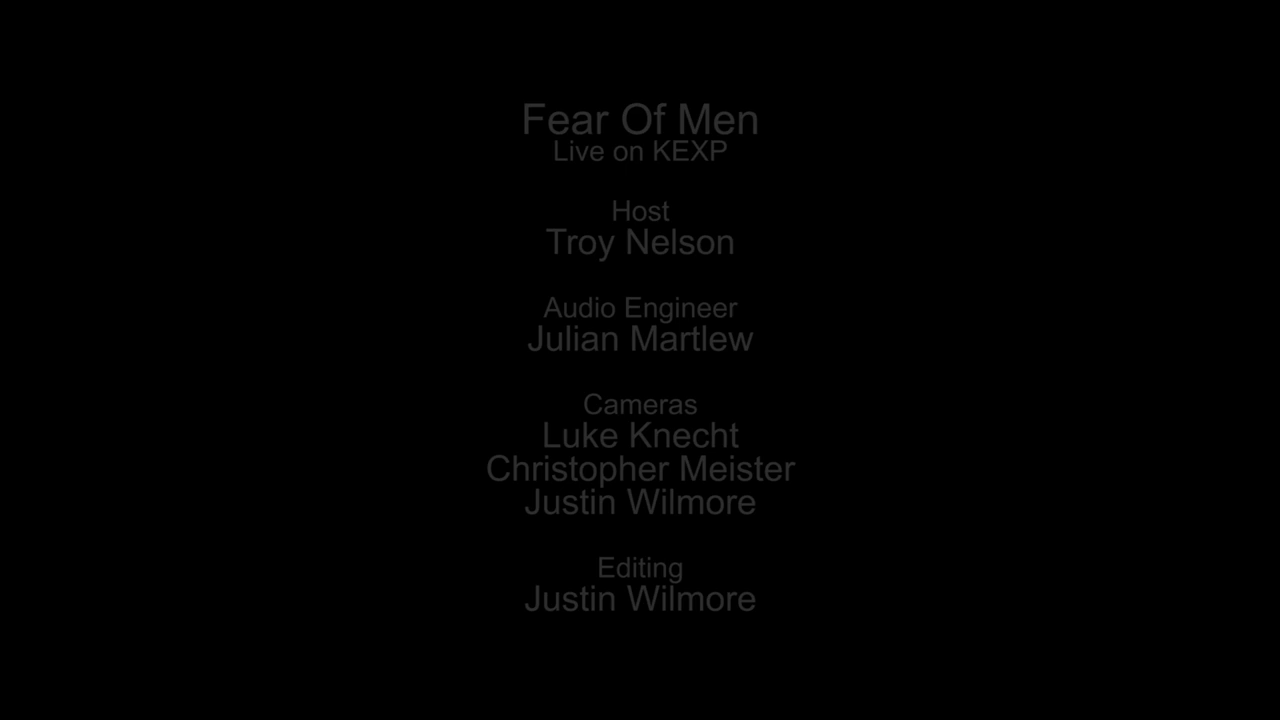 Fear Of Men
Live on KEXP
Host
Troy Nelson
Audio Engineer
Julian Martlew
Cameras
Luke Knecht
Christopher Meister
Justin Wilmore
Editing
Justin Wilmore